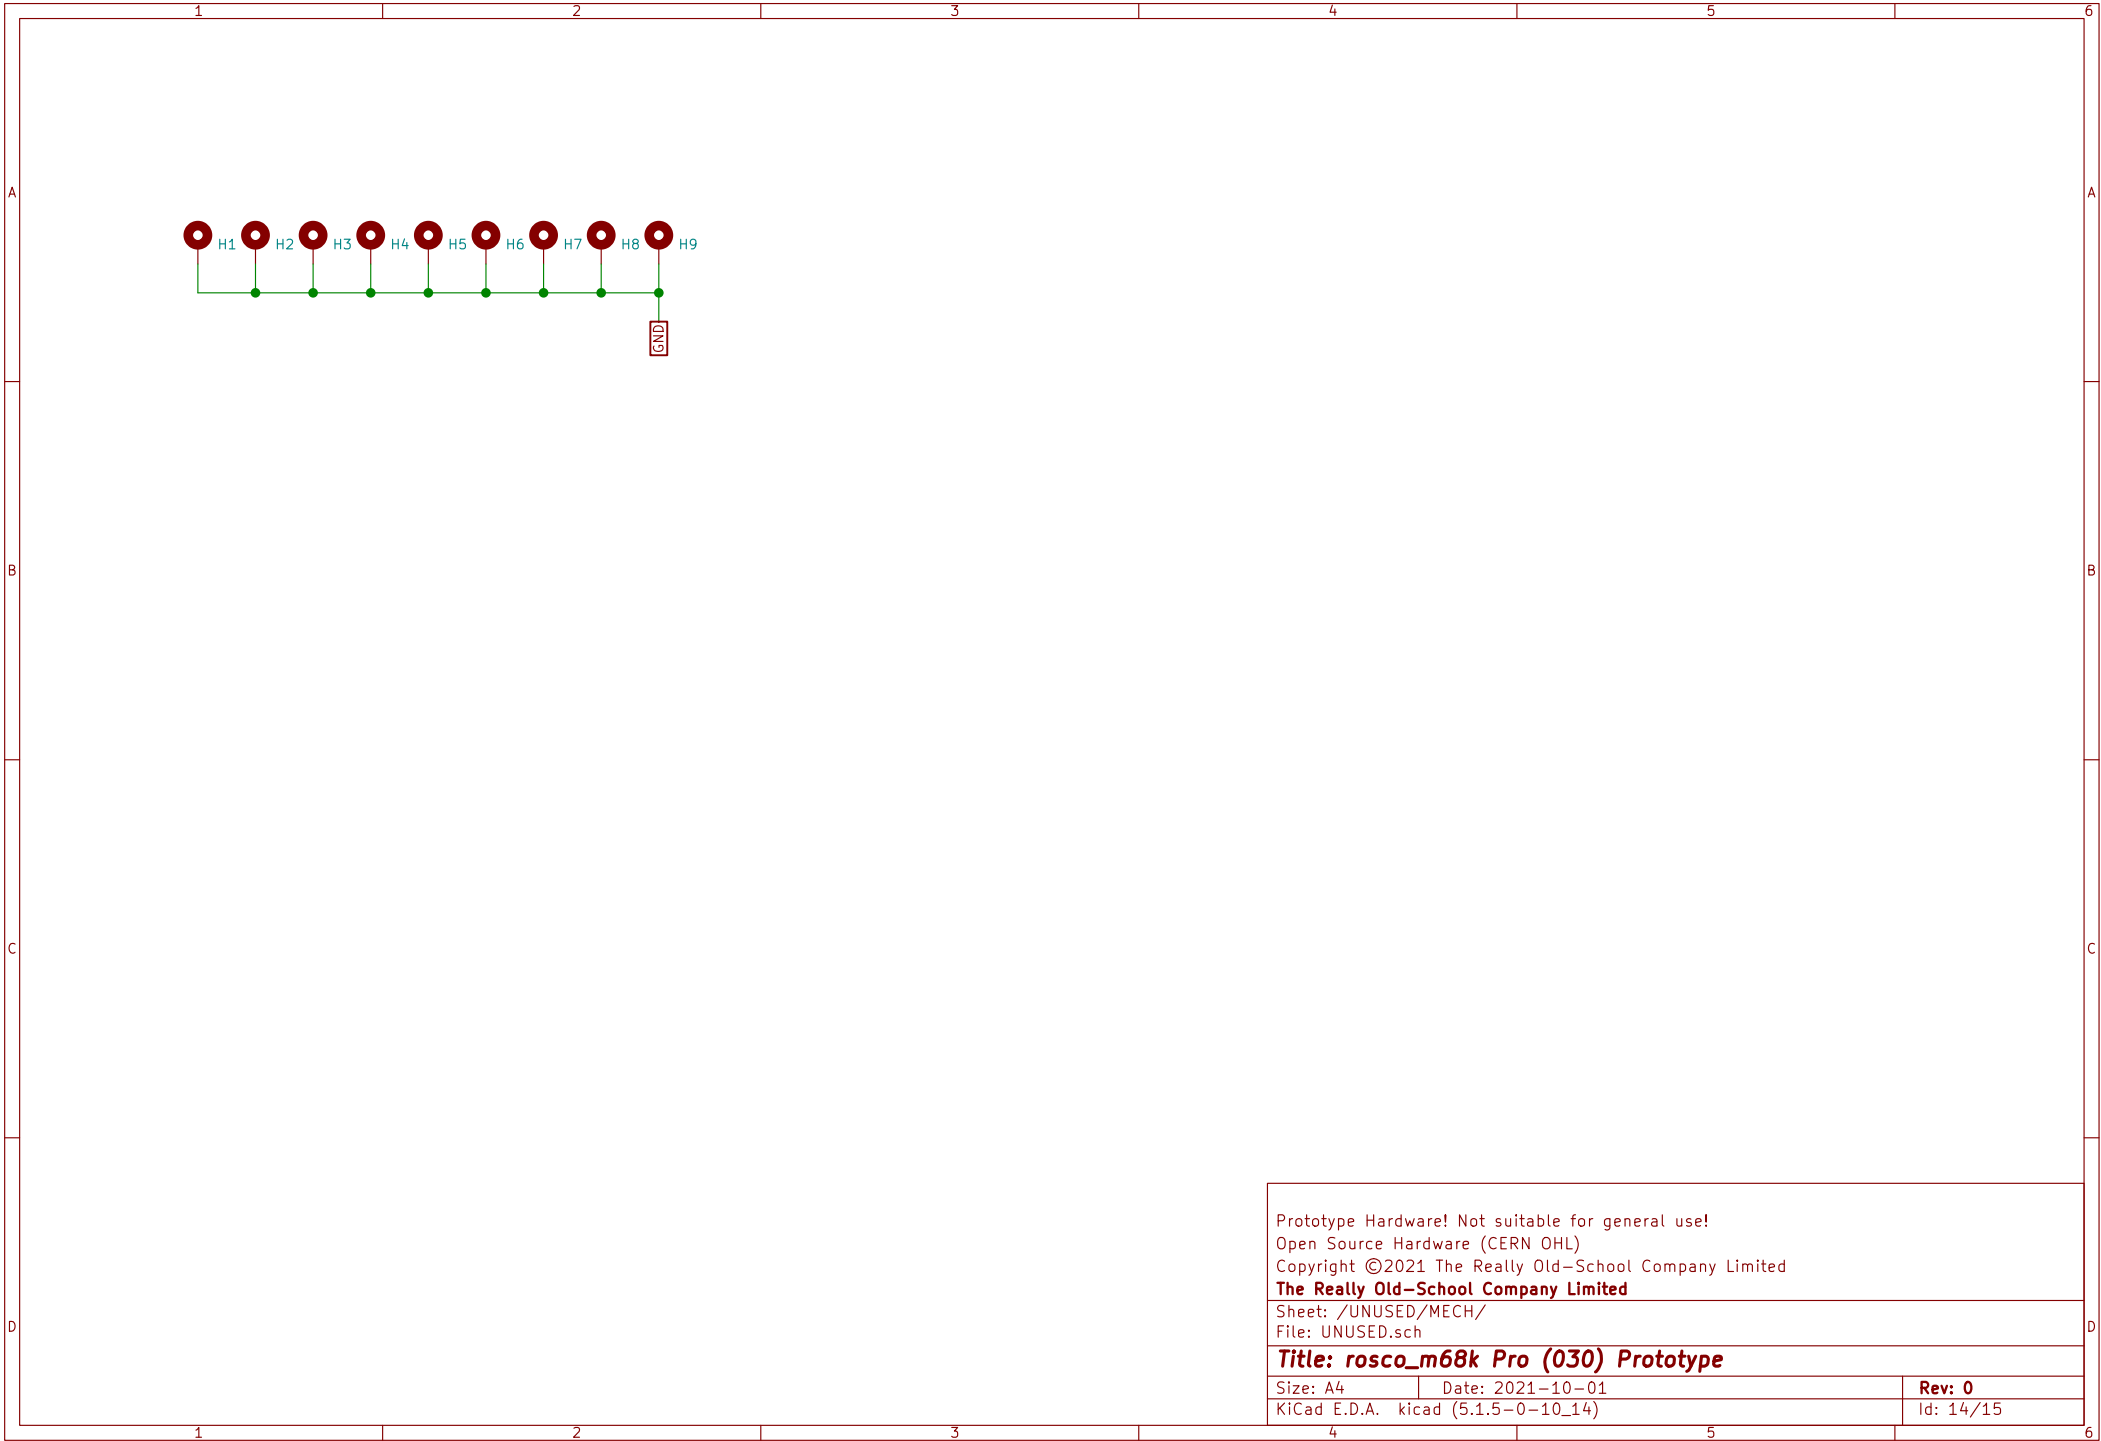 1 2 3 4 5 6
A A
H1 H2 H3 H4 H5 H6 H7 H8 H9
GND
B B
C C
Prototype Hardware! Not suitable for general use!
Open Source Hardware (CERN OHL)
Copyright ©2021 The Really Old-School Company Limited
The Really Old-School Company Limited
Sheet: /UNUSED/MECH/
D D
File: UNUSED.sch
Title: rosco_m68k Pro (030) Prototype
Size: A4 Date: 2021-10-01 Rev: 0
KiCad E.D.A. kicad (5.1.5-0-10_14) Id: 14/15
1 2 3 4 5 6